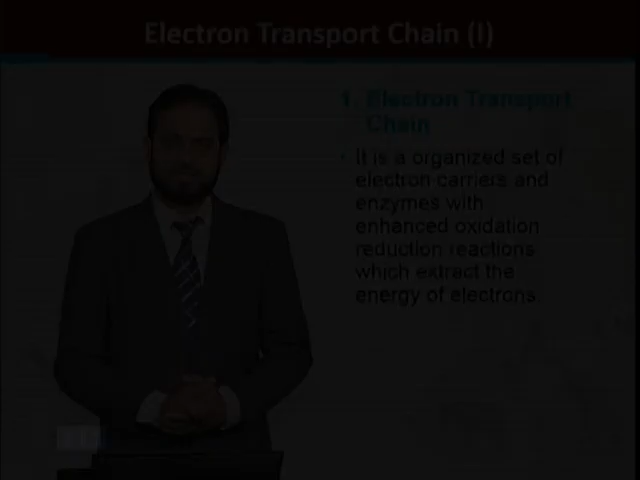 Electron Transport Chain (I)
1. Electron Transport
Chain
• It is a organized set of
electron carriers and
enzymes with
enhanced oxidation
reduction reactions
which extrect the
energy of electrons